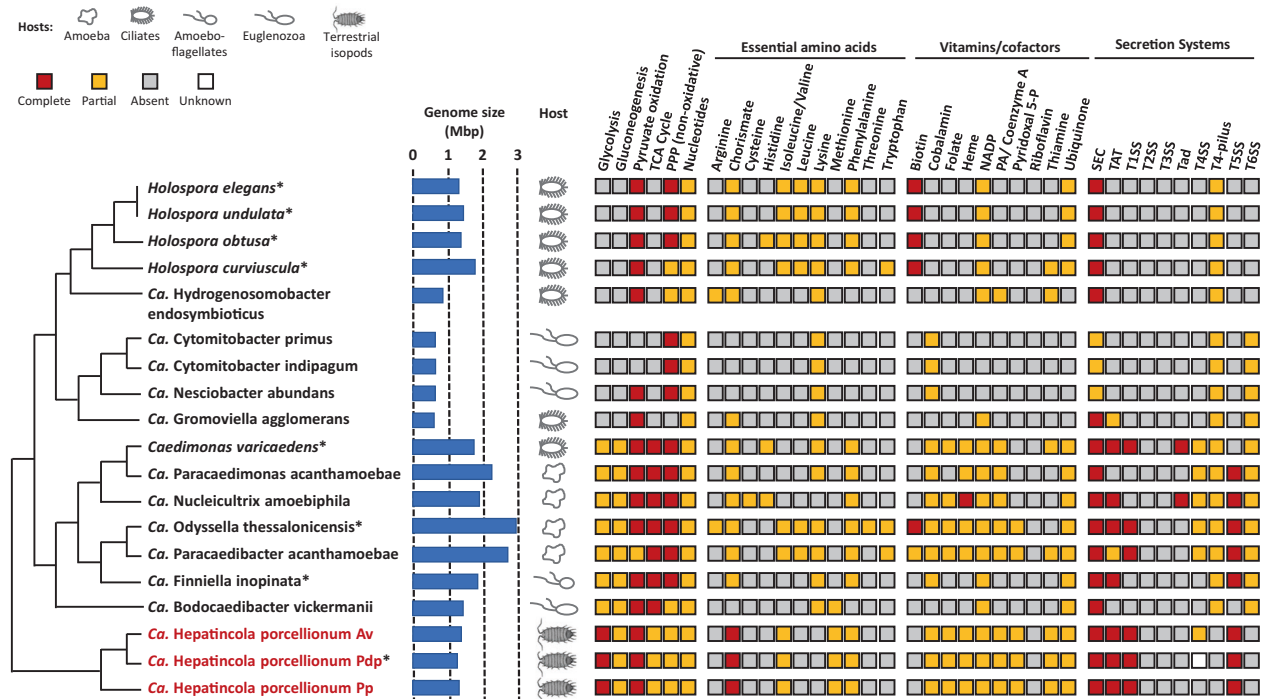 Hosts:
Amoeba
Ciliates
Amoebo-
flagellates
Euglenozoa
Terrestrial
isopods
Complete
Partial
Absent
Unknown
Genome size
(Mbp)
Host
0 1 2 3
Essential amino acids
Vitamins/cofactors
Secretion Systems
Glycolysis
Gluconeogenesis
Pyruvate oxidation
TCA Cycle
PPP (non-oxidative)
Nucleotides
Arginine
Chorismate
Cysteine
Histidine
Isoleucine/Valine
Leucine
Lysine
Methionine
Phenylalanine
Threonine
Tryptophan
Biotin
Cobalamin
Folate
Heme
NADP
PA/ Coenzyme A
Pyridoxal 5-P
Riboflavin
Thiamine
Ubiquinone
SEC
TAT
T1SS
T2SS
T3SS
Tad
T4SS
T4-pilus
T5SS
T6SS
Holospora elegans*
Holospora undulata*
Holospora obtusa*
Holospora curviuscula*
Ca. Hydrogenosomobacter
endosymbioticus
Ca. Cytomitobacter primus
Ca. Cytomitobacter indipagum
Ca. Nesciobacter abundans
Ca. Gromoviella agglomerans
Caedimonas varicaedens*
Ca. Paracaedimonas acanthamoebae
Ca. Nucleicultrix amoebiphila
Ca. Odyssella thessalonicensis*
Ca. Paracaedibacter acanthamoebae
Ca. Finniella inopinata*
Ca. Bodocaedibacter vickermanii
Ca. Hepatincola porcellionum Av
Ca. Hepatincola porcellionum Pdp*
Ca. Hepatincola porcellionum Pp